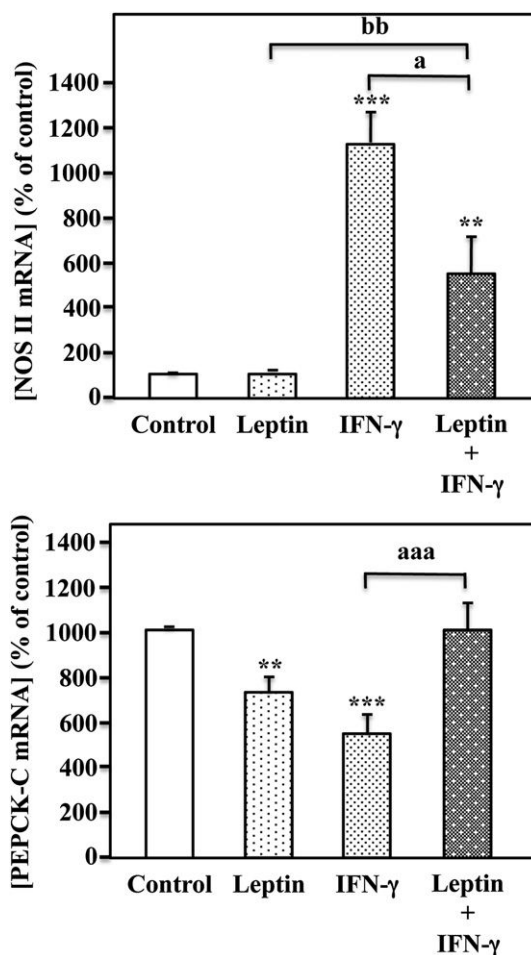 bb
a
1400
***
1200
1000
**
800
600
400
200
100
0
[NOS II mRNA] (% of control)
Control Leptin IFN-γ Leptin
+
IFN-γ
1400
aaa
1200
1000
**
800
***
600
400
200
0
[PEPCK-C mRNA] (% of control)
Control Leptin IFN-γ Leptin
+
IFN-γ